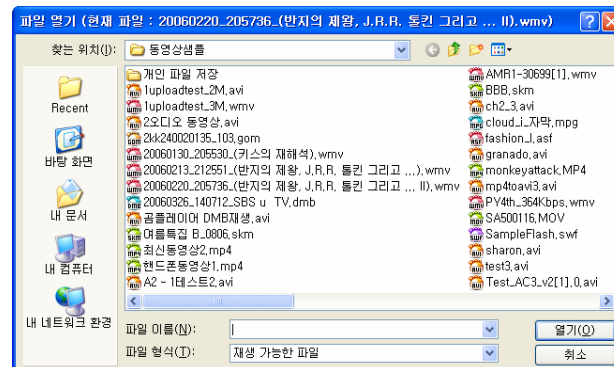 파일 열기 (현재 파일 : 20060220_205736_(반지의 제왕, J.R.R. 톨킨 그리고 ... II).wmv)
찾는 위치(I):
동영상샘플
Recent
바탕 화면
내 문서
내 컴퓨터
내 네트워크 환경
개인 파일 저장
1uploadtest_2M.avi
1uploadtest_3M.wmv
2오디오 동영상.avi
2kk240020135_103.gom
20060130_205530_(키스의 재해석).wmv
20060213_212551_(반지의 제왕, J.R.R. 톨킨 그리고 ...).wmv
20060220_205736_(반지의 제왕, J.R.R. 톨킨 그리고 ... II).wmv
20060326_140712_SBS u TV.dmb
곰플레이어 DMB재생.avi
여름특집 B_0806.skm
최신동영상2.mp4
핸드폰동영상1.mp4
A2 - 1테스트2.avi
AMR1-30699[1].wmv
BBB.skm
ch2_3.avi
cloud_i_자막.mpg
fashion_I.asf
granado.avi
monkeyattack.MP4
mp4toavi3.avi
PY4th_364Kbps.wmv
SA500116.MOV
SampleFlash.swf
sharon.avi
test3.avi
Test_AC3_v2[1].0.avi
파일 이름(N):
열기(O)
파일 형식(T):
재생 가능한 파일
취소